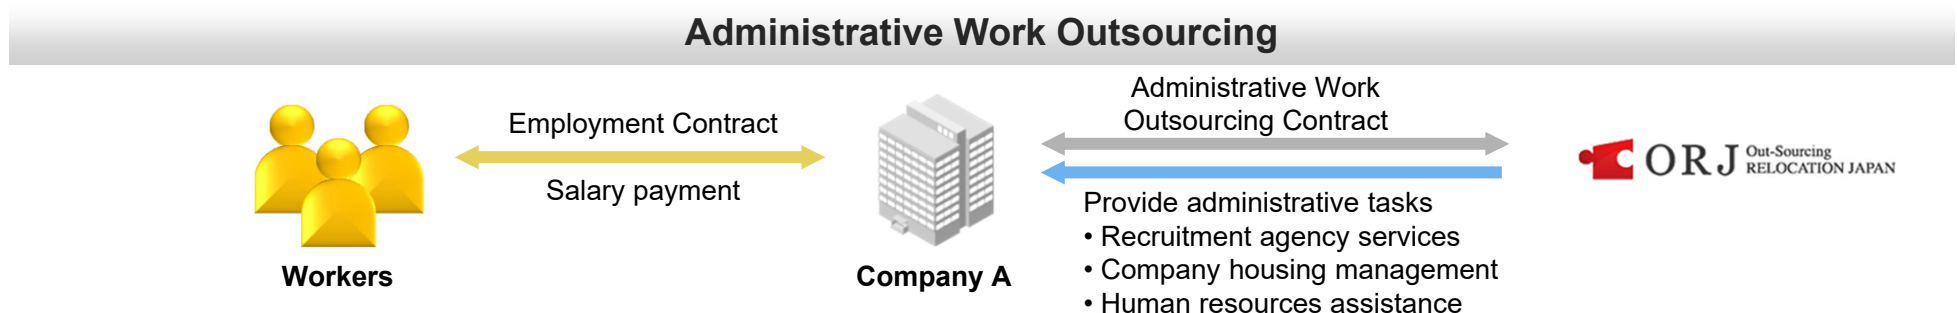 Administrative Work Outsourcing
Employment Contract
Salary payment
Workers
Company A
Administrative Work
Outsourcing Contract
Provide administrative tasks
• Recruitment agency services
• Company housing management
• Human resources assistance
ORJ Out-Sourcing
RELOCATION JAPAN